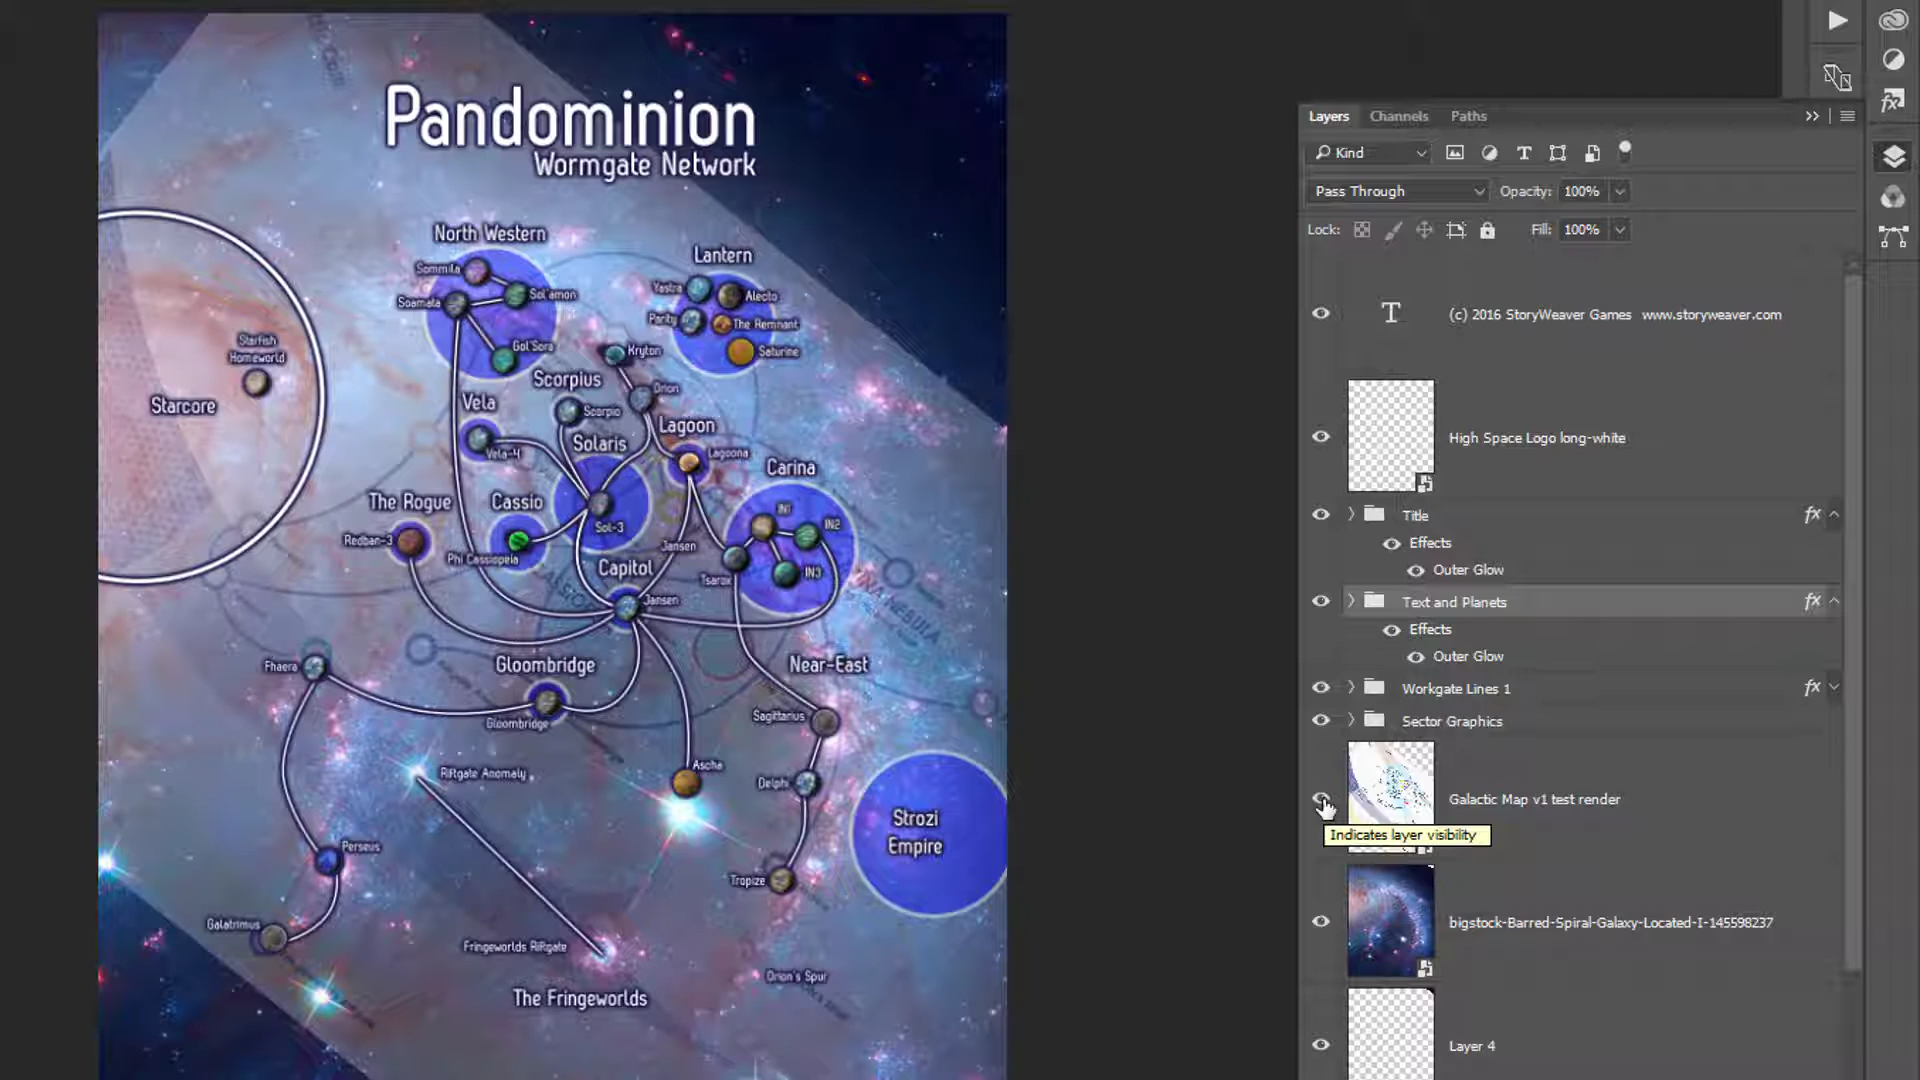 Pandominion
Wormgate Network
North Western
Sommila
Soamata
Sol'amon
Gol'Sora
Lantern
Yastra
Alecto
Parity
The Remnant
Saturine
Kryton
Orion
Starfish
Homeworld
Starcore
Scorpius
Scorpio
Vela
Vela-4
Lagoon
Lagoona
Solaris
Sol-3
Carina
IN1
IN2
IN3
Tsarox
The Rogue
Redban-3
Cassio
Phi Cassiopeia
Jansen
Capitol
Jansen
Fhaera
Gloombridge
Gloombridge
Near-East
Sagittarius
Ascha
Delphi
Tropize
Riftgate Anomaly
Strozi
Empire
Perseus
Galatrimus
Fringeworlds Riftgate
The Fringeworlds
Orion's Spur
Layers
Channels
Paths
Kind
Pass Through
Opacity: 100%
Lock:
Fill: 100%
T (c) 2016 StoryWeaver Games www.storyweaver.com
High Space Logo long-white
Title fx
Effects
Outer Glow
Text and Planets fx
Effects
Outer Glow
Workgate Lines 1 fx
Sector Graphics
Galactic Map v1 test render
Indicates layer visibility
bigstock-Barred-Spiral-Galaxy-Located-I-145598237
Layer 4